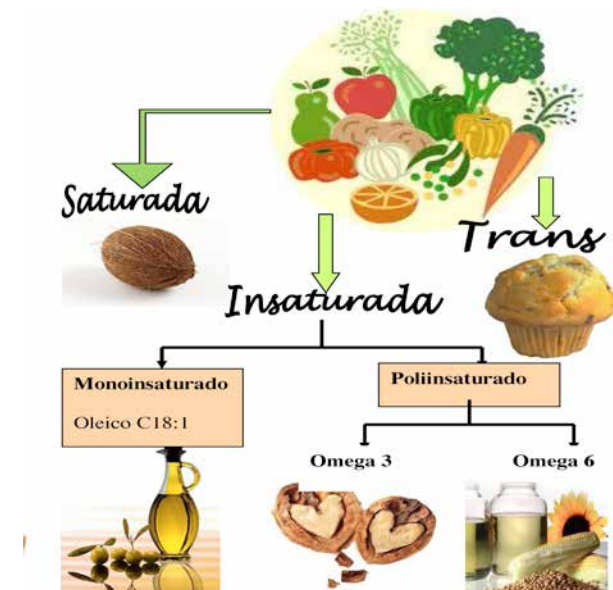 Saturada
Trans
Insaturada
Monoinsaturado
Oleico C18:1
Poliinsaturado
Omega 3
Omega 6